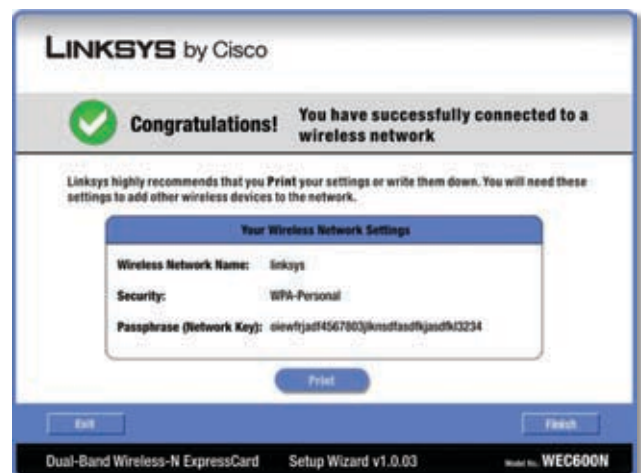 LINKSYS by Cisco
Congratulations!
You have successfully connected to a
wireless network
Linksys highly recommends that you Print your settings or write them down. You will need these
settings to add other wireless devices to the network.
Your Wireless Network Settings
Wireless Network Name: linksys
Security: WPA-Personal
Passphrase (Network Key):
Print
Exit
Finish
Dual-Band Wireless-N ExpressCard Setup Wizard v1.0.03 Model No. WEC600N